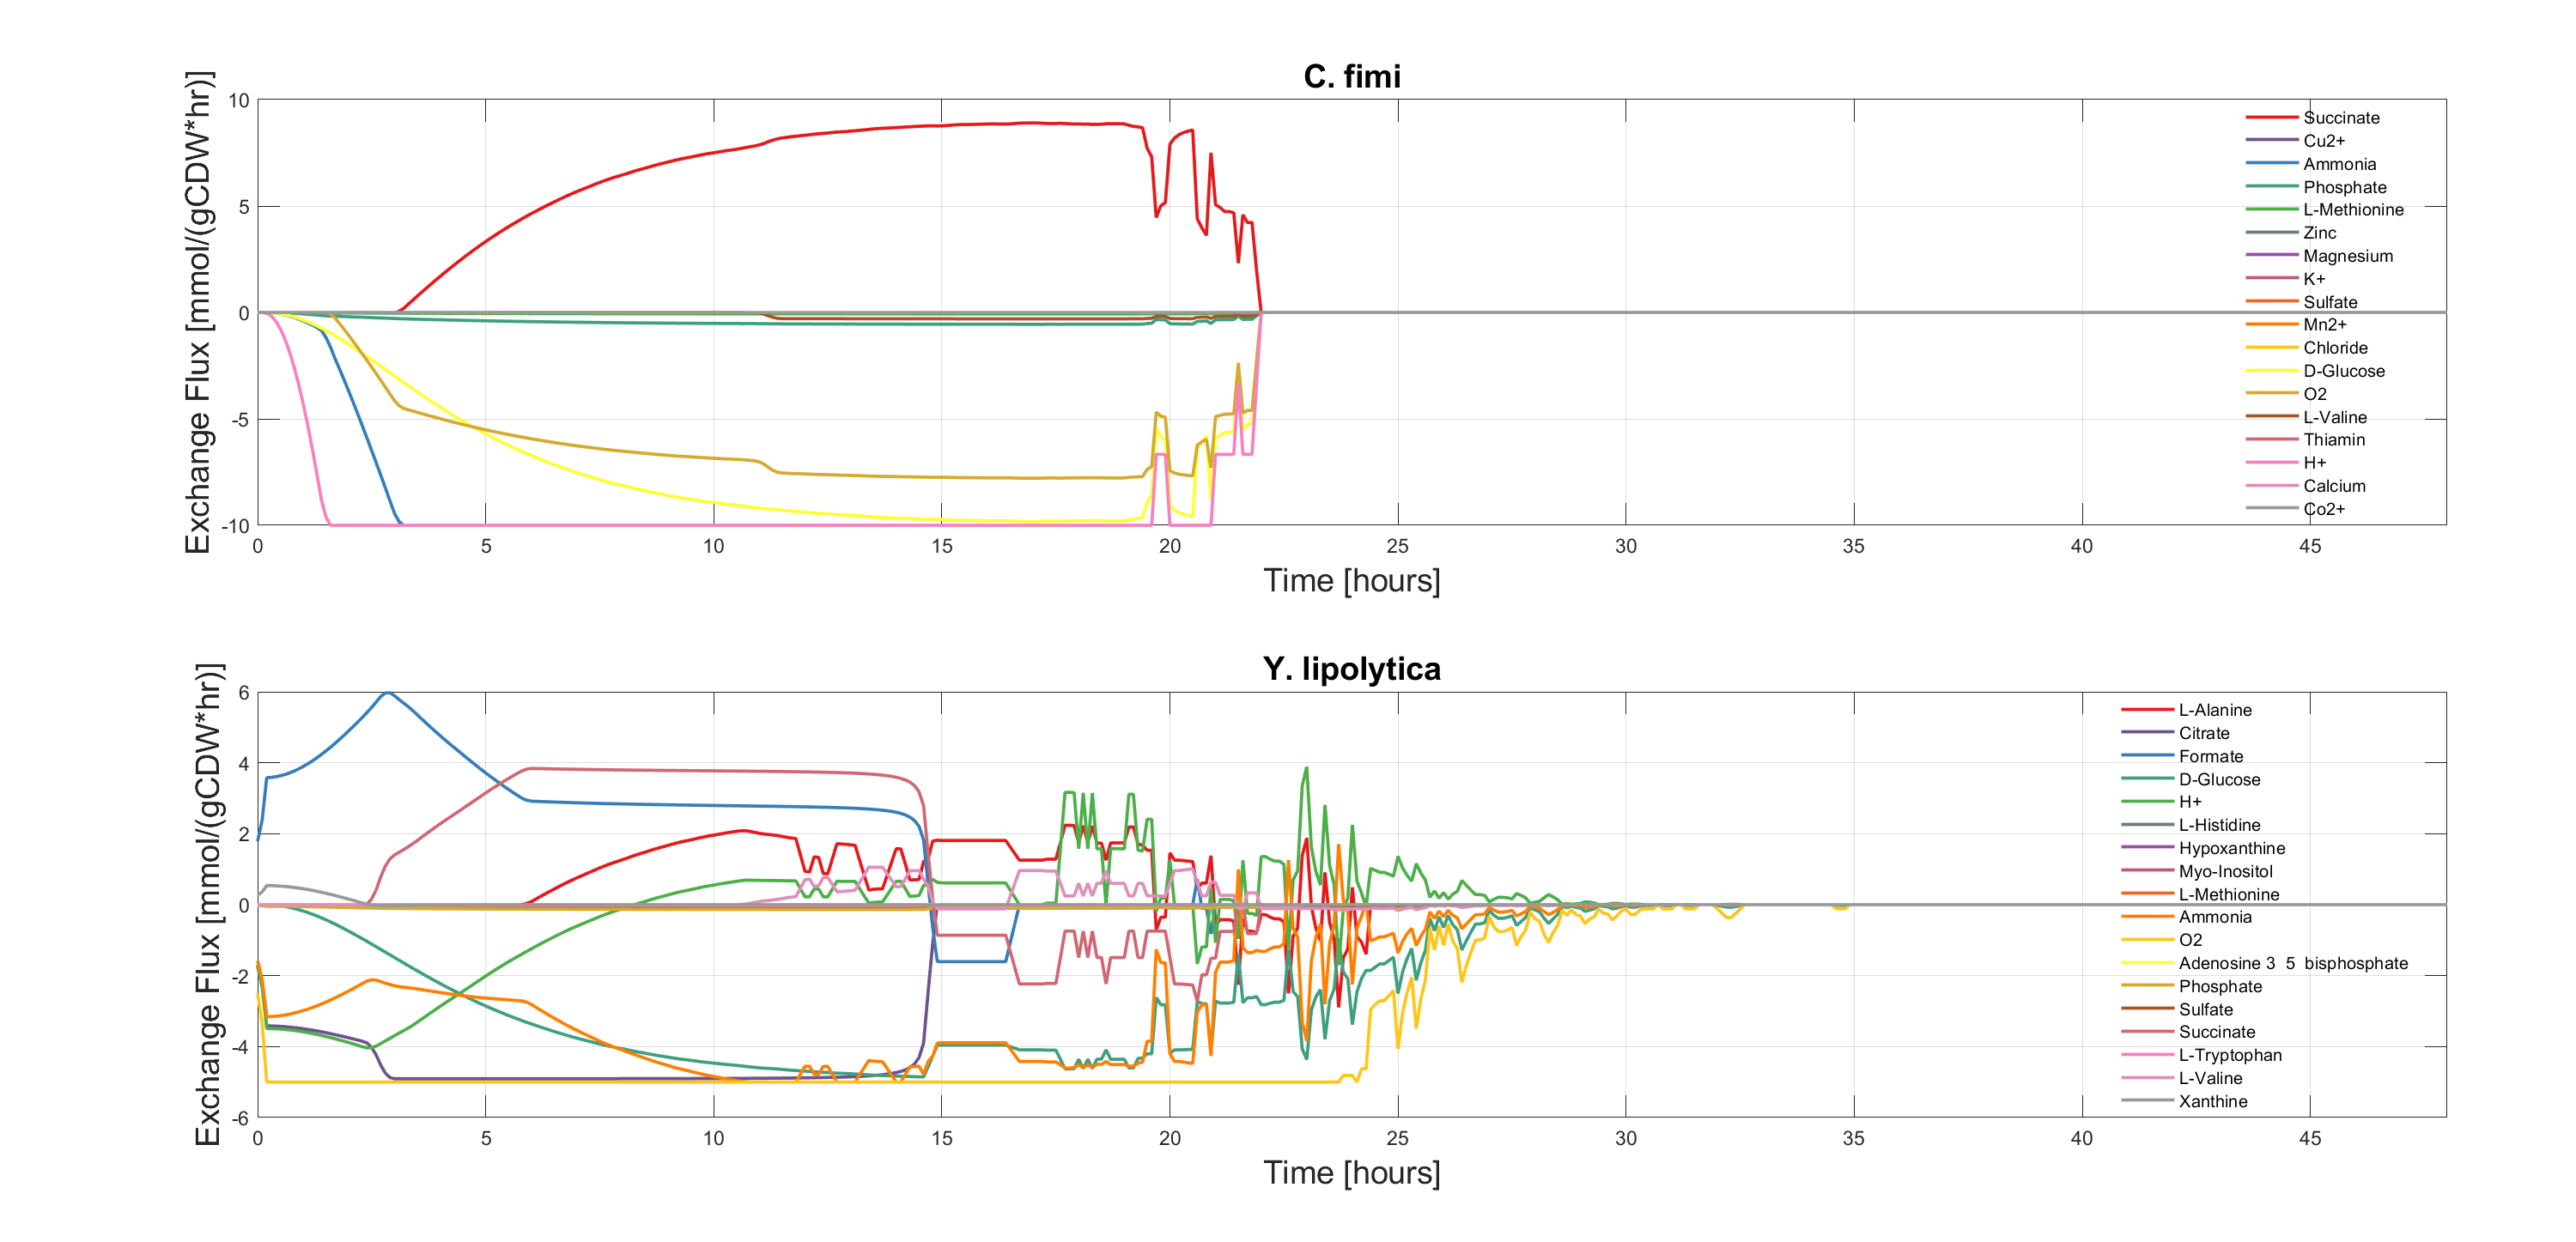 C. fimi
Exchange Flux [mmol/(gCDW*hr)]
10
5
0
-5
-10
0 5 10 15 20 25 30 35 40 45
Time [hours]
Succinate
Cu2+
Ammonia
Phosphate
L-Methionine
Zinc
Magnesium
K+
Sulfate
Mn2+
Chloride
D-Glucose
O2
L-Valine
Thiamin
H+
Calcium
Co2+
Y. lipolytica
Exchange Flux [mmol/(gCDW*hr)]
6
4
2
0
-2
-4
-6
0 5 10 15 20 25 30 35 40 45
Time [hours]
L-Alanine
Citrate
Formate
D-Glucose
H+
L-Histidine
Hypoxanthine
Myo-Inositol
L-Methionine
Ammonia
O2
Adenosine 3 5 bisphosphate
Phosphate
Sulfate
Succinate
L-Tryptophan
L-Valine
Xanthine